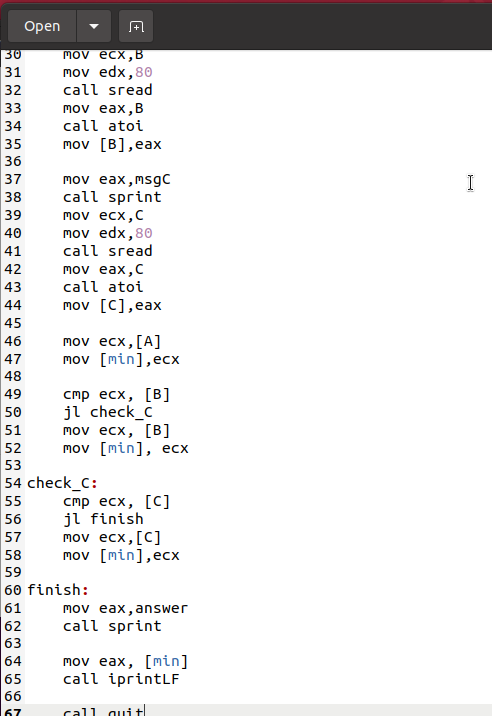 Open
30 mov ecx,B
31 mov edx,80
32 call sread
33 mov eax,B
34 call atoi
35 mov [B],eax
36
37 mov eax,msgC
38 call sprint
39 mov ecx,C
40 mov edx,80
41 call sread
42 mov eax,C
43 call atoi
44 mov [C],eax
45
46 mov ecx,[A]
47 mov [min],ecx
48
49 cmp ecx, [B]
50 jl check_C
51 mov ecx, [B]
52 mov [min], ecx
53
54 check_C:
55 cmp ecx, [C]
56 jl finish
57 mov ecx,[C]
58 mov [min],ecx
59
60 finish:
61 mov eax,answer
62 call sprint
63
64 mov eax, [min]
65 call iprintLF
66
67 call quit